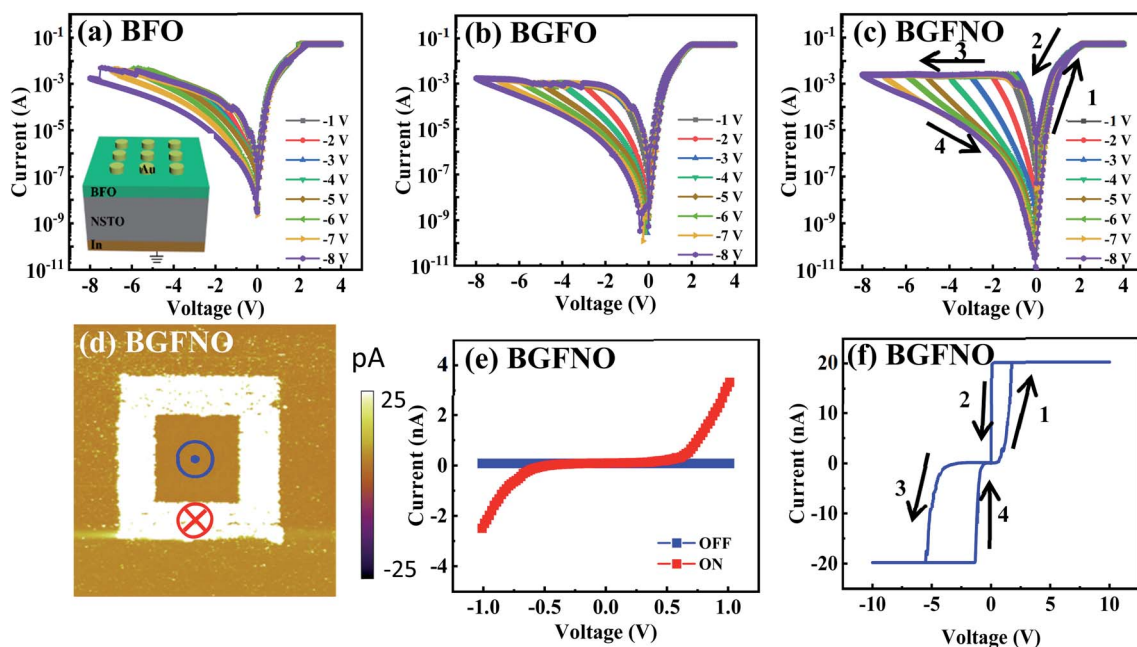 (a) BFO
Current (A)
10-1
10-3
10-5
10-7
10-9
10-11
-1 V
-2 V
-3 V
-4 V
-5 V
-6 V
-7 V
-8 V
Au
BFO
NSTO
In
-8 -6 -4 -2 0 2 4
Voltage (V)
(b) BGFO
Current (A)
10-1
10-3
10-5
10-7
10-9
10-11
-1 V
-2 V
-3 V
-4 V
-5 V
-6 V
-7 V
-8 V
-8 -6 -4 -2 0 2 4
Voltage (V)
(c) BGFNO
Current (A)
10-1
10-3
10-5
10-7
10-9
10-11
3
2
1
4
-1 V
-2 V
-3 V
-4 V
-5 V
-6 V
-7 V
-8 V
-8 -6 -4 -2 0 2 4
Voltage (V)
(d) BGFNO
pA
25
-25
(e) BGFNO
Current (nA)
4
2
0
-2
-4
OFF
ON
-1.0 -0.5 0.0 0.5 1.0
Voltage (V)
(f) BGFNO
Current (nA)
20
10
0
-10
-20
2
1
3
4
-10 -5 0 5 10
Voltage (V)